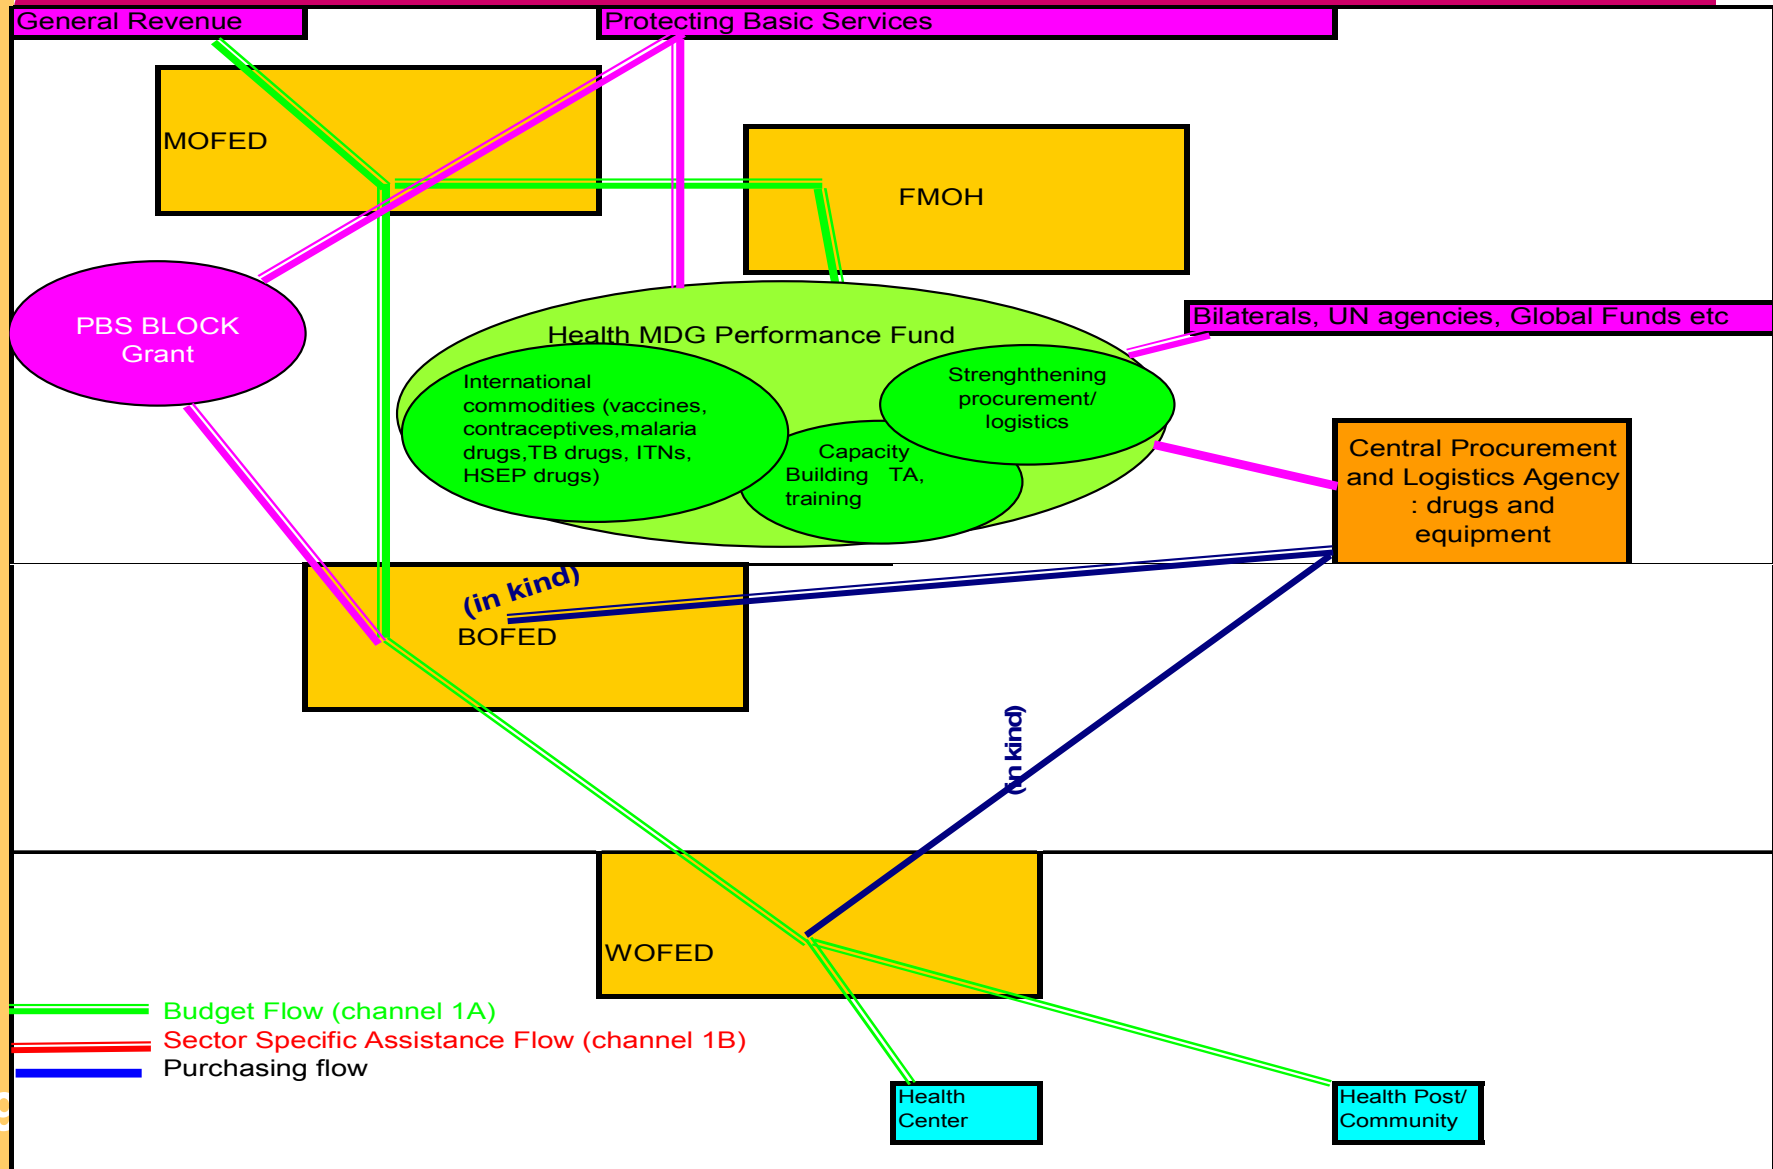 General Revenue
Protecting Basic Services
MOFED
FMOH
PBS BLOCK
Grant
Health MDG Performance Fund
Bilaterals, UN agencies, Global Funds etc
International
commodities (vaccines,
contraceptives,malaria
drugs,TB drugs, ITNs,
HSEP drugs)
Strenghthening
procurement/
logistics
Capacity
Building TA,
training
Central Procurement
and Logistics Agency
: drugs and
equipment
(in kind)
BOFED
(in kind)
WOFED
Budget Flow (channel 1A)
Sector Specific Assistance Flow (channel 1B)
Purchasing flow
Health
Center
Health Post/
Community